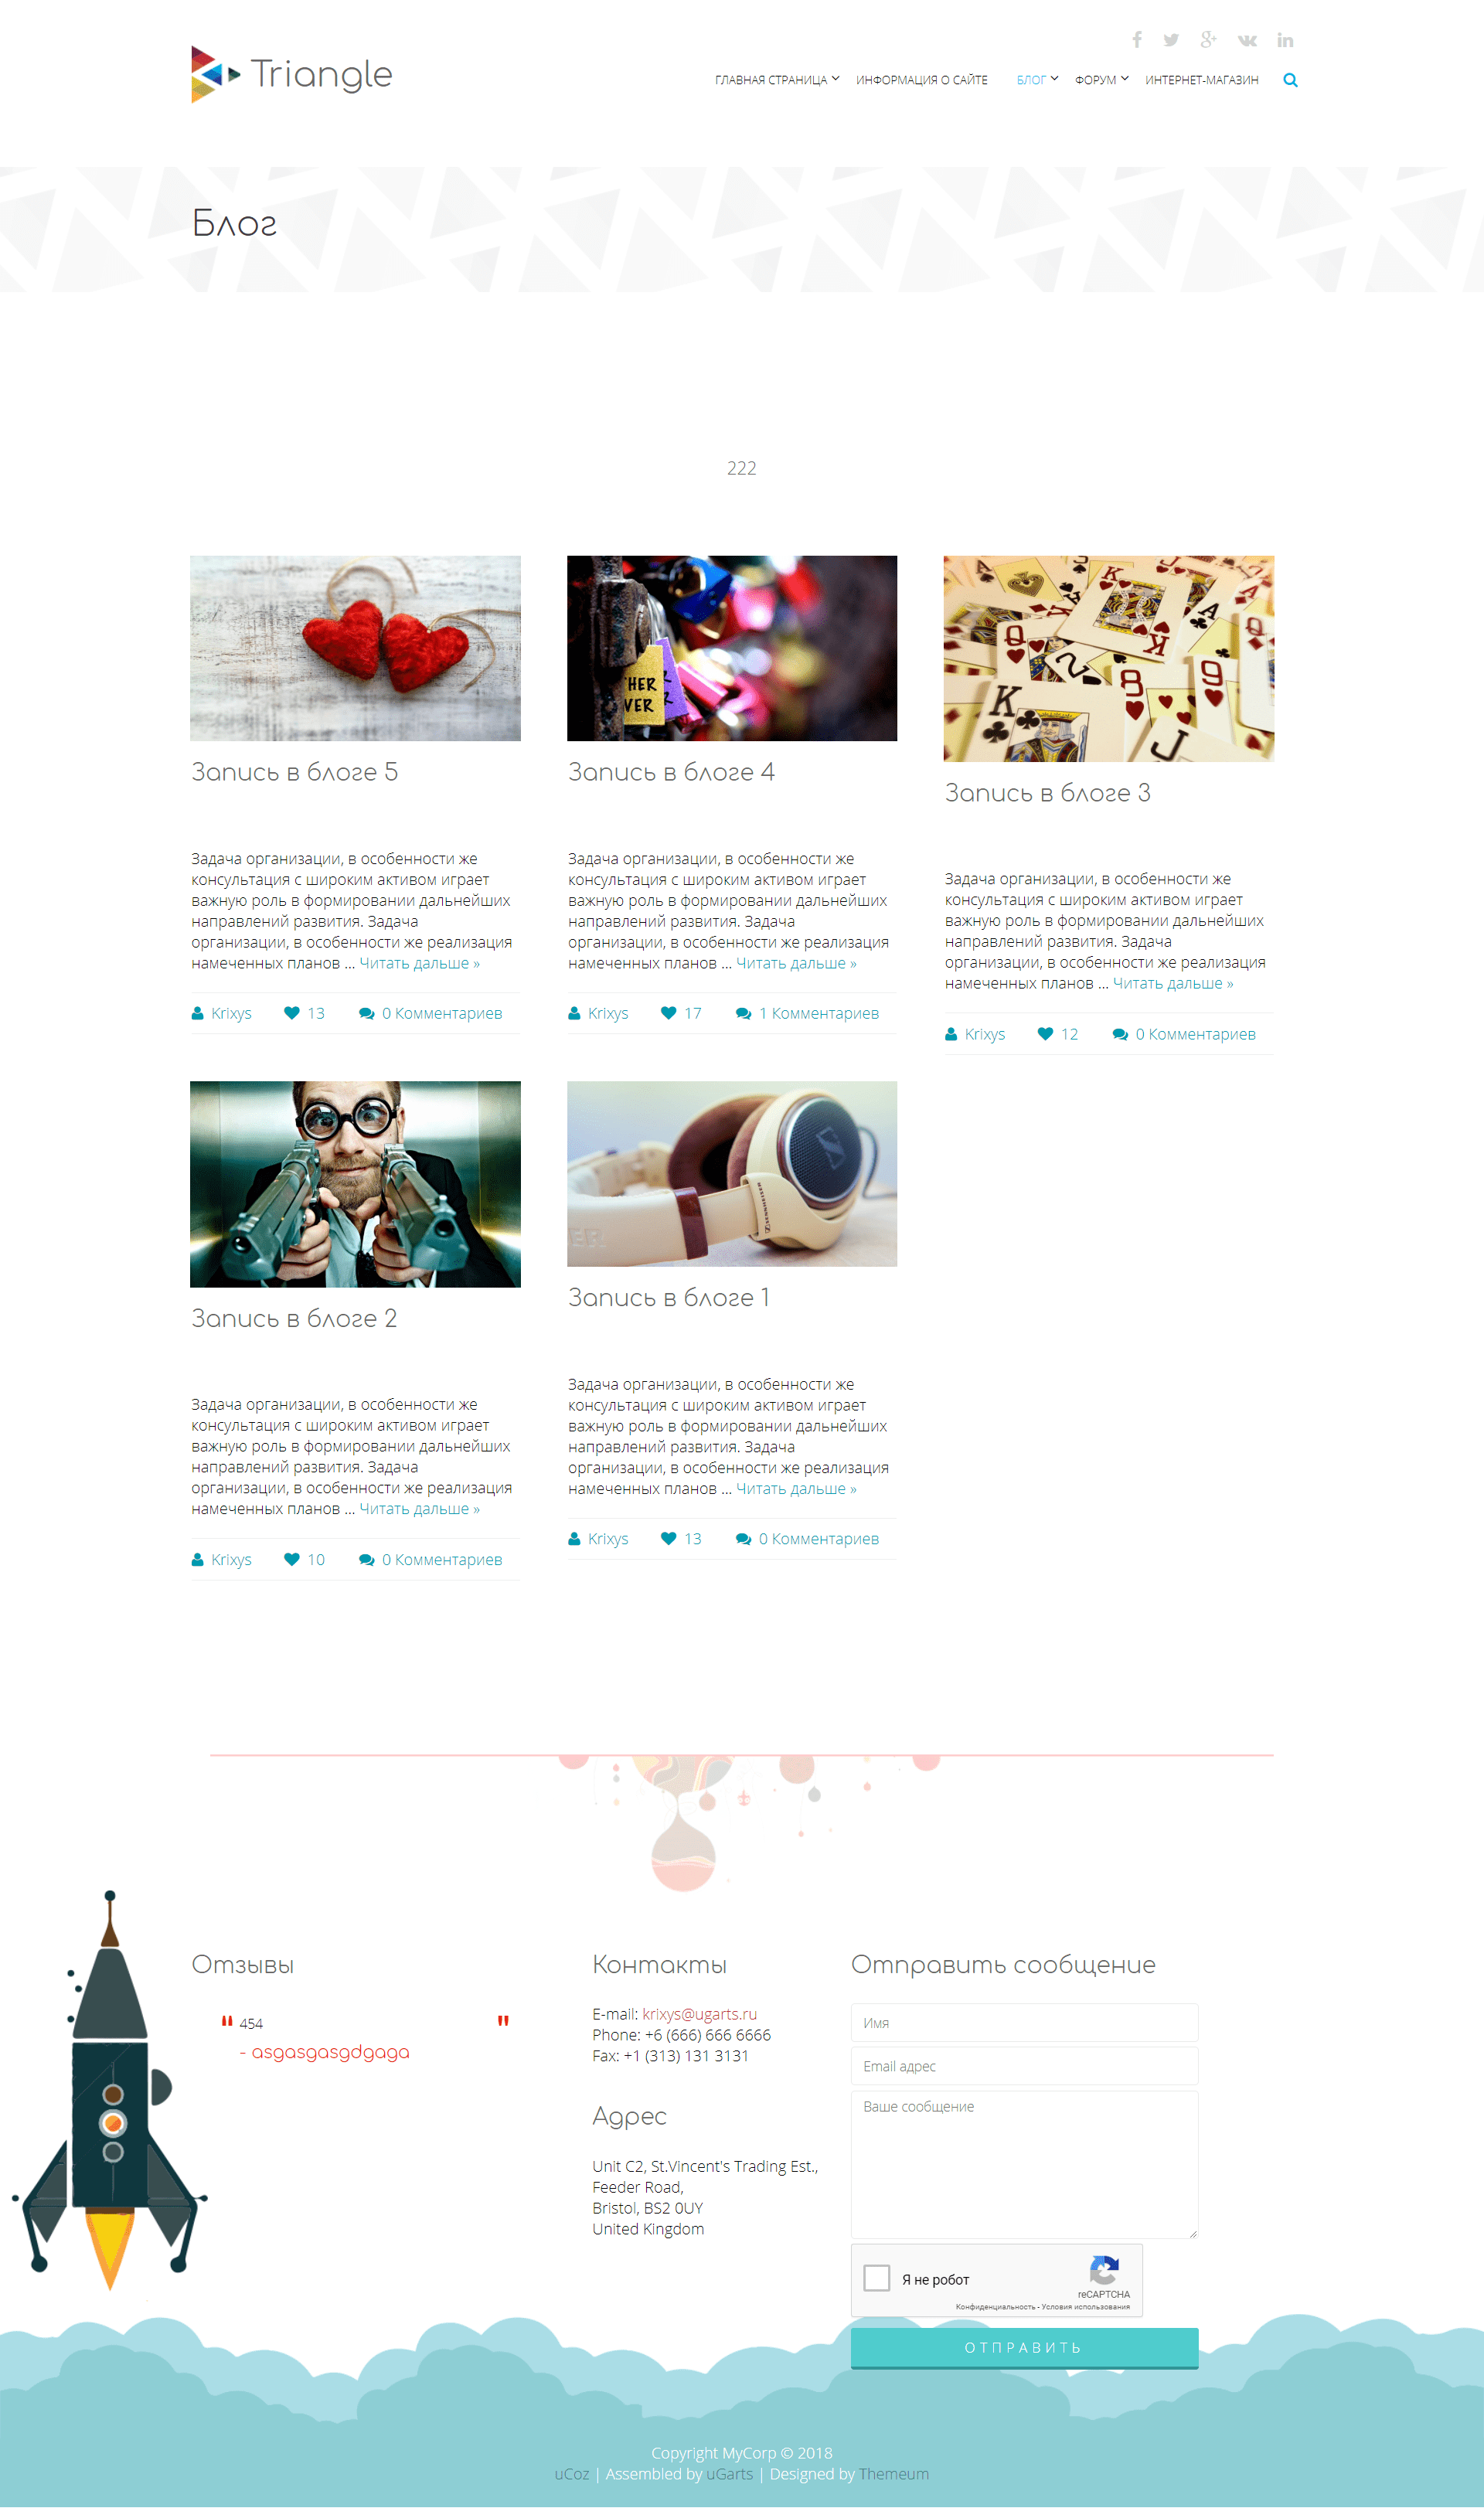 Triangle
ГЛАВНАЯ СТРАНИЦА ИНФОРМАЦИЯ О САЙТЕ БЛОГ ФОРУМ ИНТЕРНЕТ-МАГАЗИН
Блог
222
HER
VER
K
A
K
Q
A
A
2
8
9
K
J
Запись в блоге 5
Задача организации, в особенности же
консультация с широким активом играет
важную роль в формировании дальнейших
направлений развития. Задача
организации, в особенности же реализация
намеченных планов ... Читать дальше »
Krixys 13 0 Комментариев
Запись в блоге 4
Задача организации, в особенности же
консультация с широким активом играет
важную роль в формировании дальнейших
направлений развития. Задача
организации, в особенности же реализация
намеченных планов ... Читать дальше »
Krixys 17 1 Комментариев
Запись в блоге 3
Задача организации, в особенности же
консультация с широким активом играет
важную роль в формировании дальнейших
направлений развития. Задача
организации, в особенности же реализация
намеченных планов ... Читать дальше »
Krixys 12 0 Комментариев
Запись в блоге 2
Задача организации, в особенности же
консультация с широким активом играет
важную роль в формировании дальнейших
направлений развития. Задача
организации, в особенности же реализация
намеченных планов ... Читать дальше »
Krixys 10 0 Комментариев
SENNHEISER
Запись в блоге 1
Задача организации, в особенности же
консультация с широким активом играет
важную роль в формировании дальнейших
направлений развития. Задача
организации, в особенности же реализация
намеченных планов ... Читать дальше »
Krixys 13 0 Комментариев
Отзывы
" 454 "
- asgasgasgdgaga
Контакты
E-mail: krixys@ugarts.ru
Phone: +6 (666) 666 6666
Fax: +1 (313) 131 3131
Адрес
Unit C2, St.Vincent's Trading Est.,
Feeder Road,
Bristol, BS2 0UY
United Kingdom
Отправить сообщение
Имя
Email адрес
Ваше сообщение
Я не робот
reCAPTCHA
Конфиденциальность - Условия использования
ОТПРАВИТЬ
Copyright MyCorp © 2018
uCoz | Assembled by uGarts | Designed by Themeum